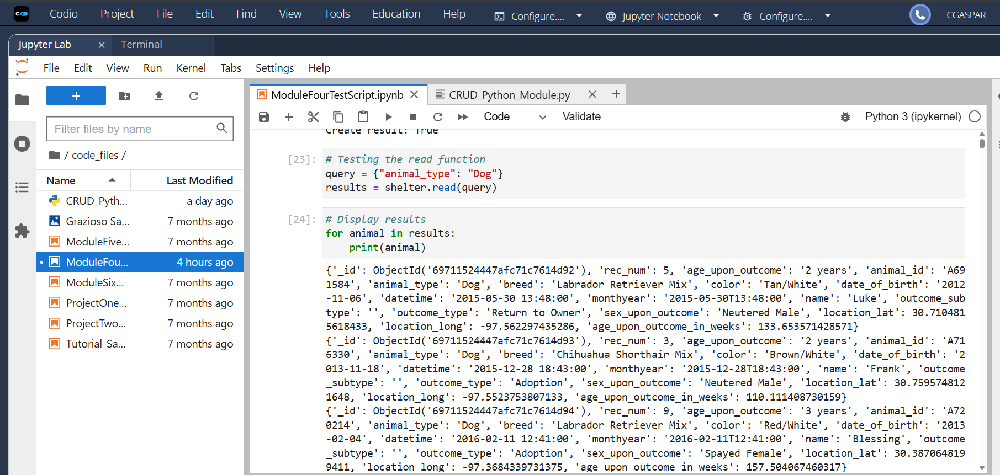 Codio Project File Edit Find View Tools Education Help Configure.... Jupyter Notebook Configure.... CGASPAR
Jupyter Lab Terminal
File Edit View Run Kernel Tabs Settings Help
ModuleFourTestScript.ipynb CRUD_Python_Module.py
Code Validate Python 3 (ipykernel)
Filter files by name
/ code_files /
Name Last Modified
CRUD_Pyth... a day ago
Grazioso Sa... 7 months ago
ModuleFive... 7 months ago
ModuleFou... 4 hours ago
ModuleSix... 7 months ago
ProjectOne... 7 months ago
ProjectTwo... 7 months ago
Tutorial_Sa... 7 months ago
Create result: True
[23]: # Testing the read function
query = {"animal_type": "Dog"}
results = shelter.read(query)
[24]: # Display results
for animal in results:
print(animal)
{'_id': ObjectId('69711524447afc71c7614d92'), 'rec_num': 5, 'age_upon_outcome': '2 years', 'animal_id': 'A69
1584', 'animal_type': 'Dog', 'breed': 'Labrador Retriever Mix', 'color': 'Tan/White', 'date_of_birth': '2012
-11-06', 'datetime': '2015-05-30 13:48:00', 'monthyear': '2015-05-30T13:48:00', 'name': 'Luke', 'outcome_sub
type': '', 'outcome_type': 'Return to Owner', 'sex_upon_outcome': 'Neutered Male', 'location_lat': 30.710481
5618433, 'location_long': -97.562297435286, 'age_upon_outcome_in_weeks': 133.653571428571}
{'_id': ObjectId('69711524447afc71c7614d93'), 'rec_num': 3, 'age_upon_outcome': '2 years', 'animal_id': 'A71
6330', 'animal_type': 'Dog', 'breed': 'Chihuahua Shorthair Mix', 'color': 'Brown/White', 'date_of_birth': '2
013-11-18', 'datetime': '2015-12-28 18:43:00', 'monthyear': '2015-12-28T18:43:00', 'name': 'Frank', 'outcome
_subtype': '', 'outcome_type': 'Adoption', 'sex_upon_outcome': 'Neutered Male', 'location_lat': 30.759574812
1648, 'location_long': -97.5523753807133, 'age_upon_outcome_in_weeks': 110.111408730159}
{'_id': ObjectId('69711524447afc71c7614d94'), 'rec_num': 9, 'age_upon_outcome': '3 years', 'animal_id': 'A72
0214', 'animal_type': 'Dog', 'breed': 'Labrador Retriever Mix', 'color': 'Red/White', 'date_of_birth': '2013
-02-04', 'datetime': '2016-02-11 12:41:00', 'monthyear': '2016-02-11T12:41:00', 'name': 'Blessing', 'outcome
_subtype': '', 'outcome_type': 'Adoption', 'sex_upon_outcome': 'Spayed Female', 'location_lat': 30.387064819
9411, 'location_long': -97.3684339731375, 'age_upon_outcome_in_weeks': 157.504067460317}